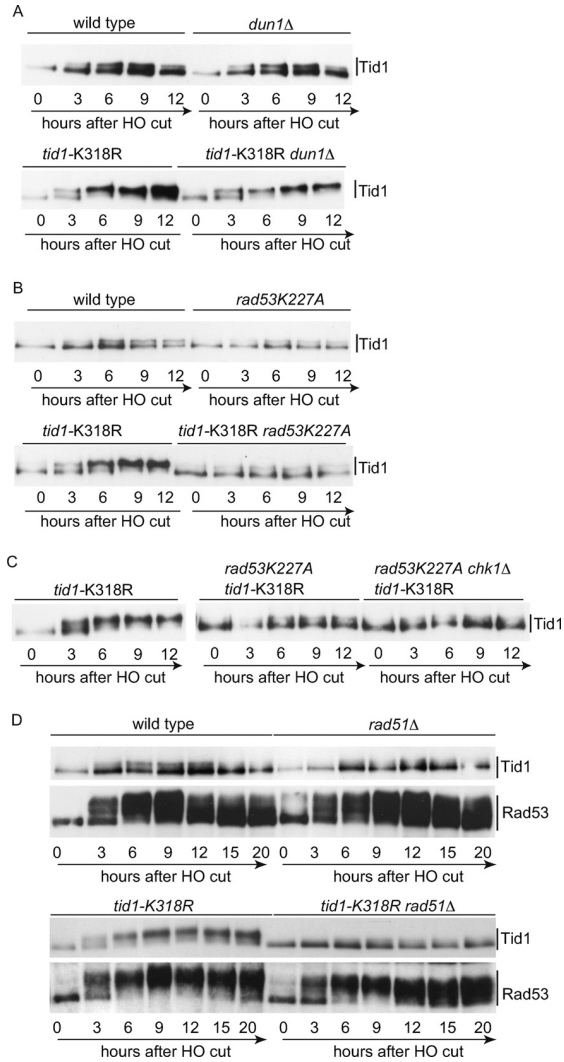 A
wild type dun1Δ
Tid1
0 3 6 9 12 0 3 6 9 12
hours after HO cut hours after HO cut
tid1-K318R tid1-K318R dun1Δ
Tid1
0 3 6 9 12 0 3 6 9 12
hours after HO cut hours after HO cut
B
wild type rad53K227A
Tid1
0 3 6 9 12 0 3 6 9 12
hours after HO cut hours after HO cut
tid1-K318R tid1-K318R rad53K227A
Tid1
0 3 6 9 12 0 3 6 9 12
hours after HO cut hours after HO cut
C
rad53K227A rad53K227A chk1Δ
tid1-K318R tid1-K318R tid1-K318R
Tid1
0 3 6 9 12 0 3 6 9 12 0 3 6 9 12
hours after HO cut hours after HO cut hours after HO cut
D
wild type rad51Δ
Tid1
Rad53
0 3 6 9 12 15 20 0 3 6 9 12 15 20
hours after HO cut hours after HO cut
tid1-K318R tid1-K318R rad51Δ
Tid1
Rad53
0 3 6 9 12 15 20 0 3 6 9 12 15 20
hours after HO cut hours after HO cut